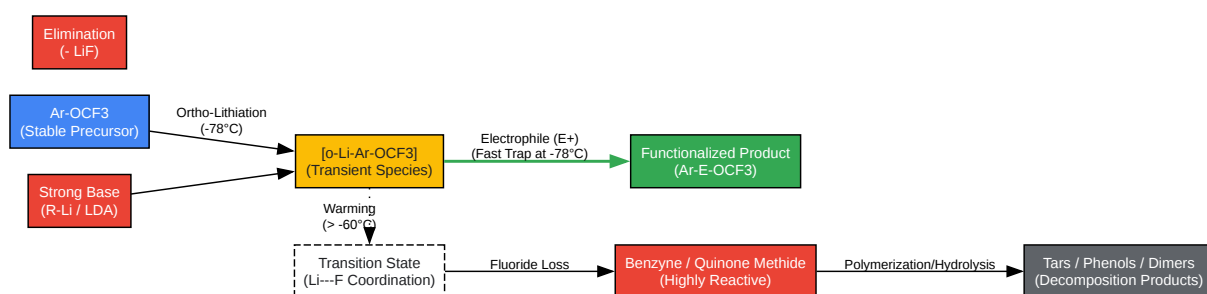 Elimination
(- LiF)
Ar-OCF3
(Stable Precursor)
Ortho-Lithiation
(-78°C)
Strong Base
(R-Li / LDA)
[o-Li-Ar-OCF3]
(Transient Species)
Electrophile (E+)
(Fast Trap at -78°C)
Functionalized Product
(Ar-E-OCF3)
Warming
(> -60°C)
Transition State
(Li---F Coordination)
Fluoride Loss
Benzyne / Quinone Methide
(Highly Reactive)
Polymerization/Hydrolysis
Tars / Phenols / Dimers
(Decomposition Products)